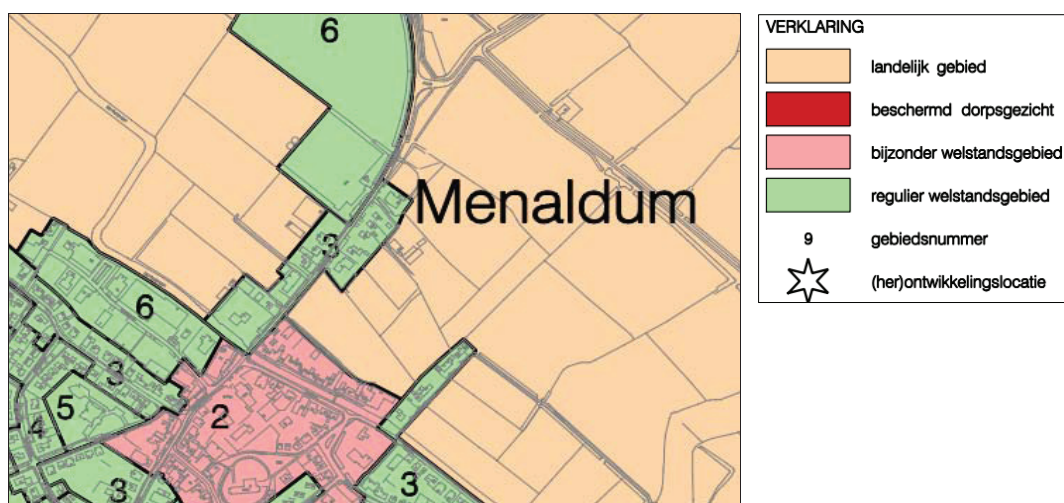 6
Menaldum
3
6
3
5
2
4
3
3
VERKLARING
landelijk gebied
beschermd dorpsgezicht
bijzonder welstandsgebied
regulier welstandsgebied
9 gebiedsnummer
(her)ontwikkelingslocatie